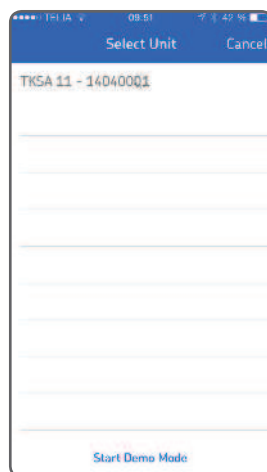 TELIA 09:51 42 %
Select Unit Cancel
TKSA 11 - 14040001
Start Demo Mode